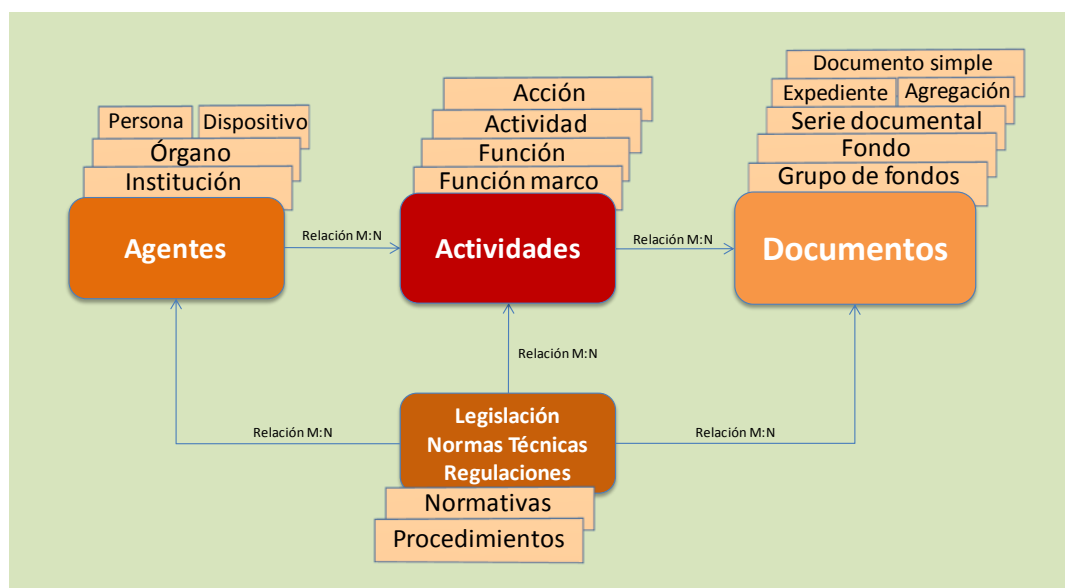 Documento simple
Expediente
Agregación
Serie documental
Fondo
Grupo de fondos
Acción
Actividad
Función
Función marco
Persona
Dispositivo
Órgano
Institución
Agentes
Relación M:N
Actividades
Relación M:N
Documentos
Relación M:N
Relación M:N
Relación M:N
Legislación
Normas Técnicas
Regulaciones
Normativas
Procedimientos